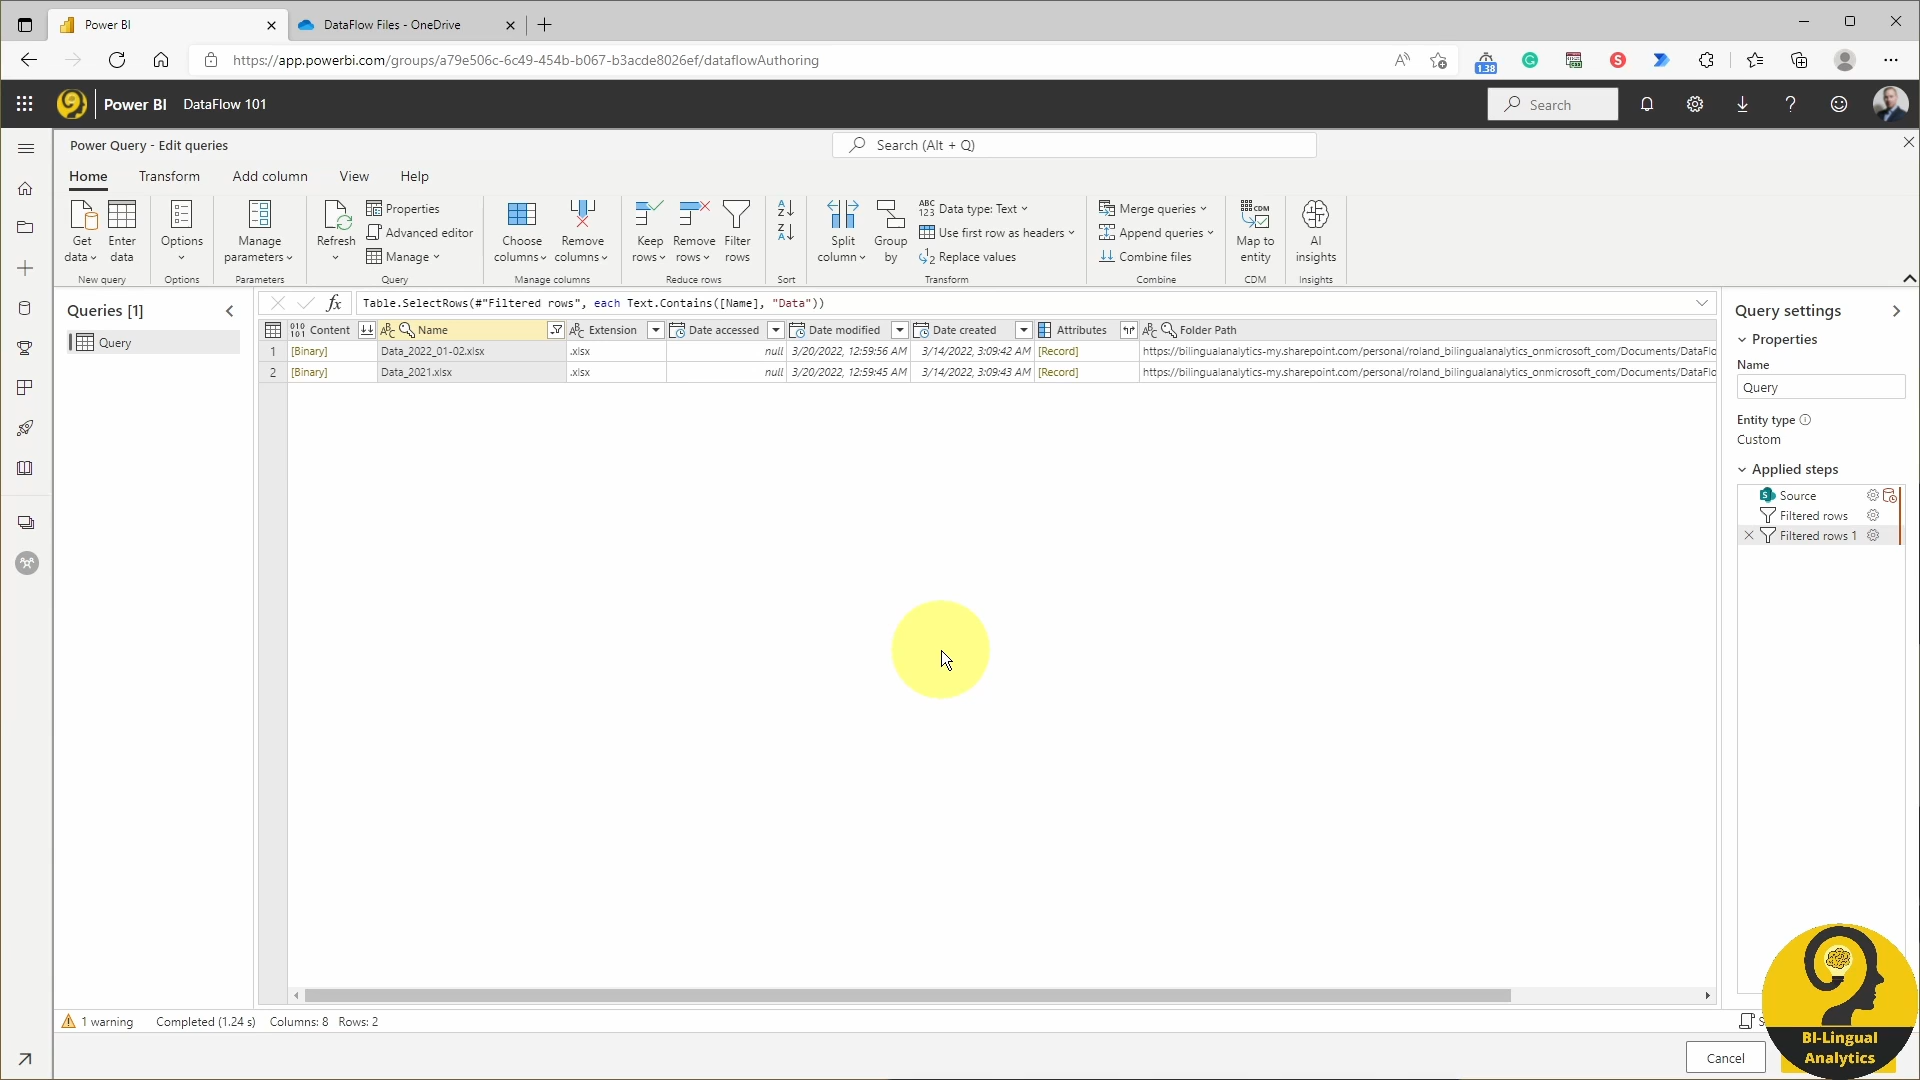 Power BI
DataFlow Files - OneDrive
https://app.powerbi.com/groups/a79e506c-6c49-454b-b067-b3acde8026ef/dataflowAuthoring
1.38
Power BI DataFlow 101
Search
Power Query - Edit queries
Search (Alt + Q)
Home Transform Add column View Help
Get data
Enter data
New query
Options
Options
Manage parameters
Parameters
Refresh
Properties
Advanced editor
Manage
Query
Choose columns
Remove columns
Manage columns
Keep rows
Remove rows
Filter rows
Reduce rows
Sort
Split column
Group by
Data type: Text
Use first row as headers
Replace values
Transform
Merge queries
Append queries
Combine files
Combine
Map to entity
CDM
AI insights
Insights
Queries [1]
Query
fx Table.SelectRows(#"Filtered rows", each Text.Contains([Name], "Data"))
Content Name Extension Date accessed Date modified Date created Attributes Folder Path
1 [Binary] Data_2022_01-02.xlsx .xlsx null 3/20/2022, 12:59:56 AM 3/14/2022, 3:09:42 AM [Record] https://bilingualanalytics-my.sharepoint.com/personal/roland_bilingualanalytics_onmicrosoft_com/Documents/DataFlo
2 [Binary] Data_2021.xlsx .xlsx null 3/20/2022, 12:59:45 AM 3/14/2022, 3:09:43 AM [Record] https://bilingualanalytics-my.sharepoint.com/personal/roland_bilingualanalytics_onmicrosoft_com/Documents/DataFlo
Query settings
Properties
Name
Query
Entity type
Custom
Applied steps
Source
Filtered rows
Filtered rows 1
1 warning Completed (1.24 s) Columns: 8 Rows: 2
Cancel
BI-Lingual
Analytics